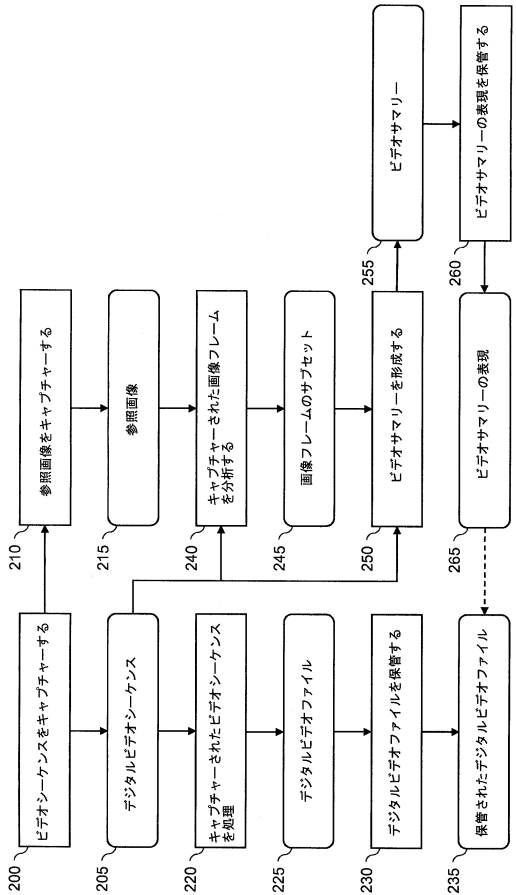 200
ビデオシーケンスをキャプチャーする
205
デジタルビデオシーケンス
220
キャプチャーされたビデオシーケンス
を処理
225
デジタルビデオファイル
230
デジタルビデオファイルを保管する
235
保管されたデジタルビデオファイル
210
参照画像をキャプチャーする
215
参照画像
240
キャプチャーされた画像フレーム
を分析する
245
画像フレームのサブセット
250
ビデオサマリーを形成する
255
ビデオサマリー
260
ビデオサマリーの表現を保管する
265
ビデオサマリーの表現